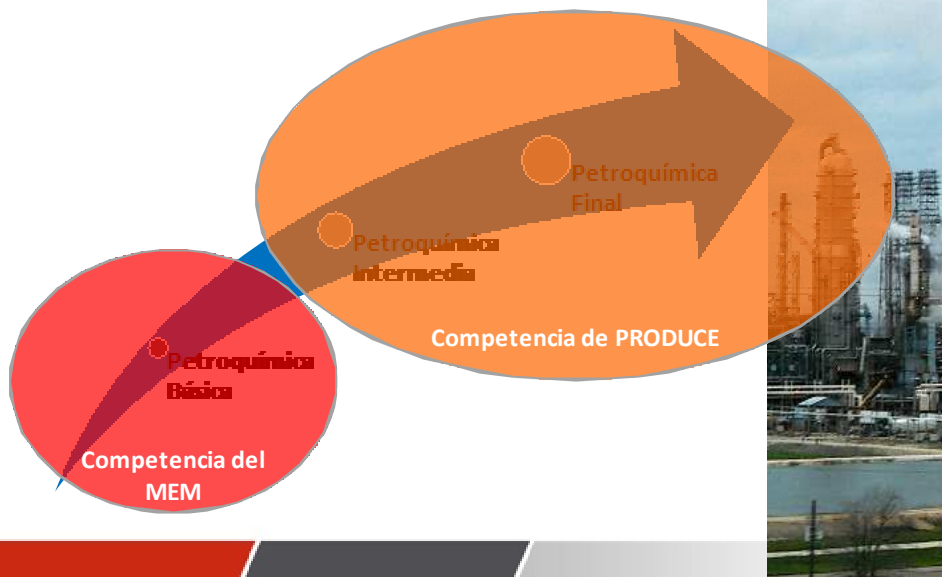 Petroquímica
Final
Petroquímica
Intermedia
Competencia de PRODUCE
Petroquímica
Básica
Competencia del
MEM